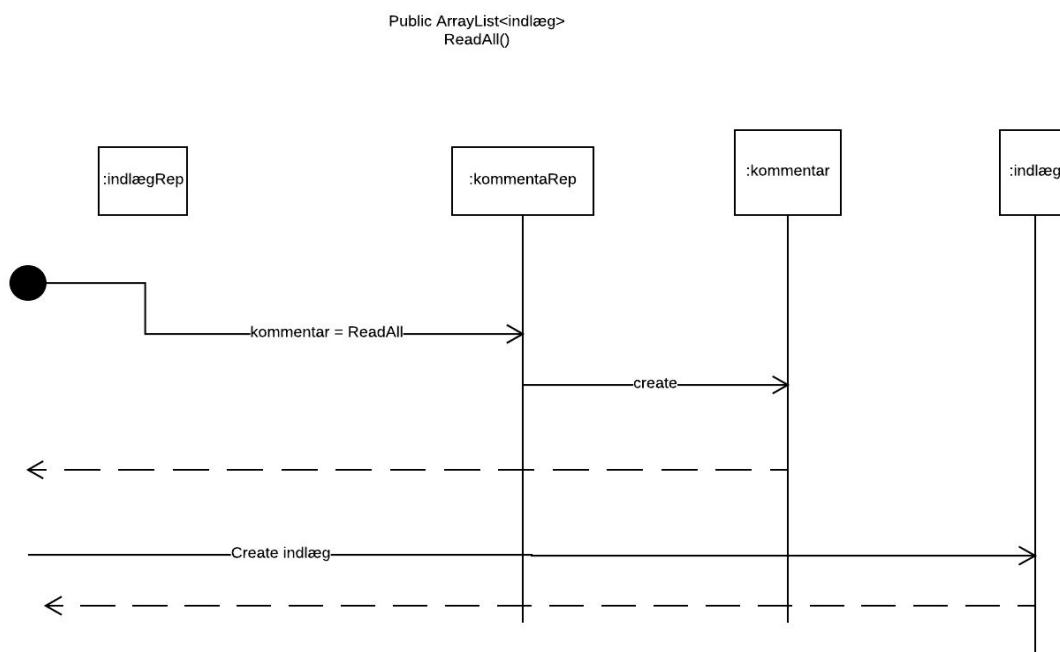 Public ArrayList<indlæg>
ReadAll()
:indlægRep
:kommentaRep
:kommentar
:indlæg
kommentar = ReadAll
create
Create indlæg